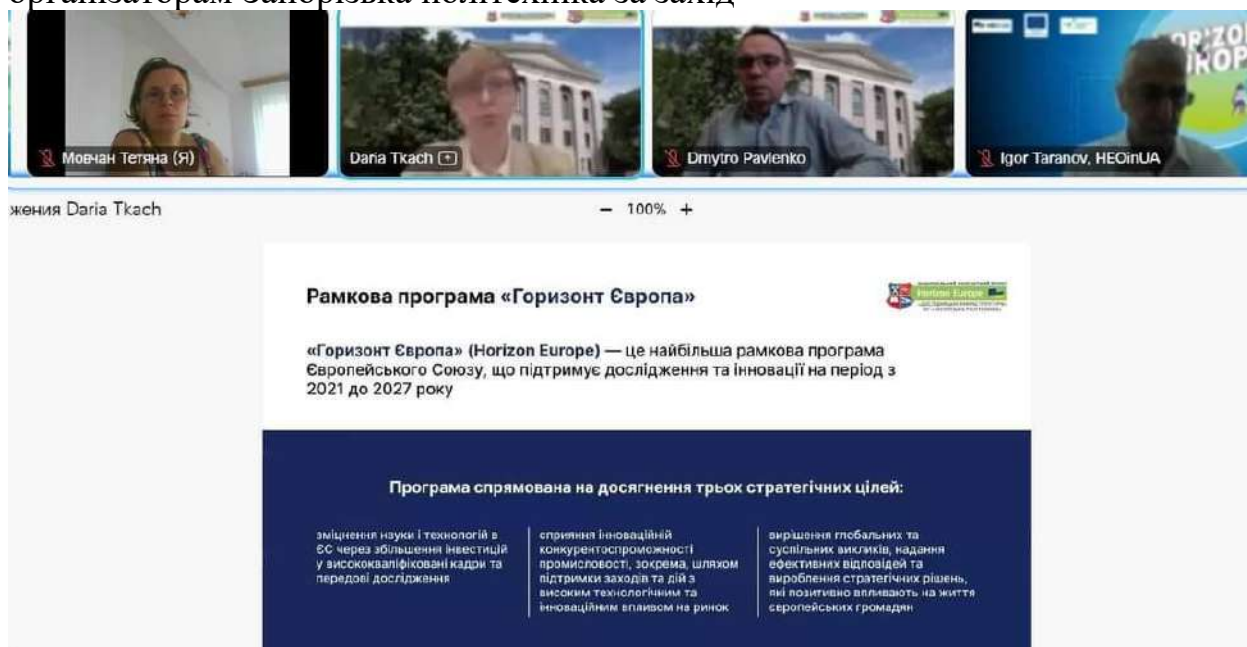 організаторам Запорізька політехніка за захід
ORIZON
UROP
Мовчан Тетяна (Я)
Daria Tkach
Dmytro Pavlenko
Igor Taranov, HEOinUA
жения Daria Tkach
− 100% +
Рамкова програма «Горизонт Європа»
Horizon Europe
«Горизонт Європа» (Horizon Europe) — це найбільша рамкова програма
Європейського Союзу, що підтримує дослідження та інновації на період з
2021 до 2027 року
Програма спрямована на досягнення трьох стратегічних цілей:
зміцнення науки і технологій в
ЄС через збільшення інвестицій
у висококваліфіковані кадри та
передові дослідження
сприяння інноваційній
конкурентоспроможності
промисловості, зокрема, шляхом
підтримки заходів та дій з
високим технологічним та
інноваційним впливом на ринок
вирішення глобальних та
суспільних викликів, надання
ефективних відповідей та
вироблення стратегічних рішень,
які позитивно впливають на життя
європейських громадян